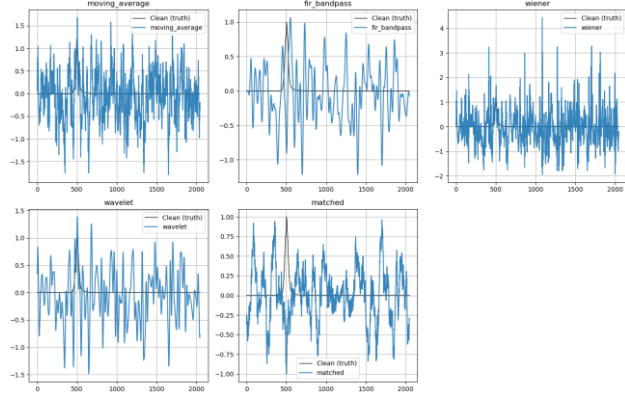 moving_average
1.5
1.0
0.5
0.0
-0.5
-1.0
-1.5
0 500 1000 1500 2000
Clean (truth)
moving_average
fir_bandpass
1.0
0.5
0.0
-0.5
-1.0
0 500 1000 1500 2000
Clean (truth)
fir_bandpass
wiener
4
3
2
1
0
-1
-2
0 500 1000 1500 2000
Clean (truth)
wiener
wavelet
1.5
1.0
0.5
0.0
-0.5
-1.0
-1.5
0 500 1000 1500 2000
Clean (truth)
wavelet
matched
1.00
0.75
0.50
0.25
0.00
-0.25
-0.50
-0.75
-1.00
0 500 1000 1500 2000
Clean (truth)
matched